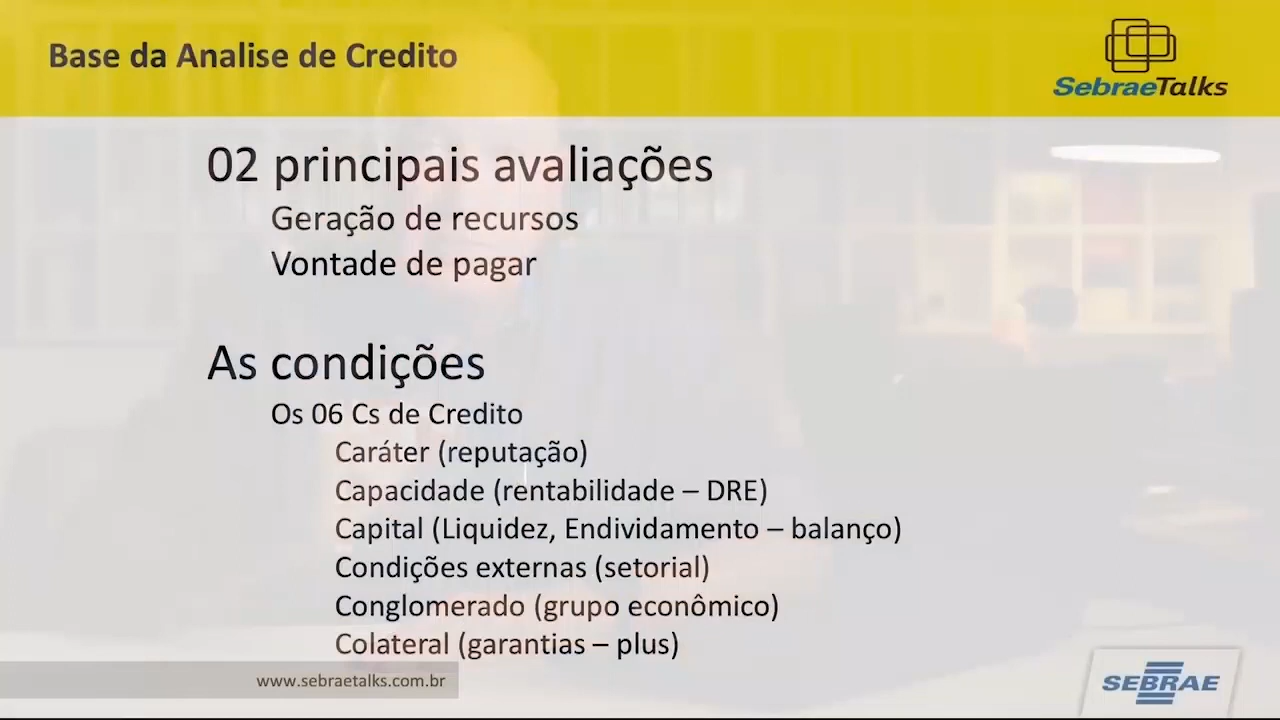 Base da Analise de Credito
SebraeTalks
02 principais avaliações
Geração de recursos
Vontade de pagar
As condições
Os 06 Cs de Credito
Caráter (reputação)
Capacidade (rentabilidade – DRE)
Capital (Liquidez, Endividamento – balanço)
Condições externas (setorial)
Conglomerado (grupo econômico)
Colateral (garantias – plus)
www.sebraetalks.com.br
SEBRAE